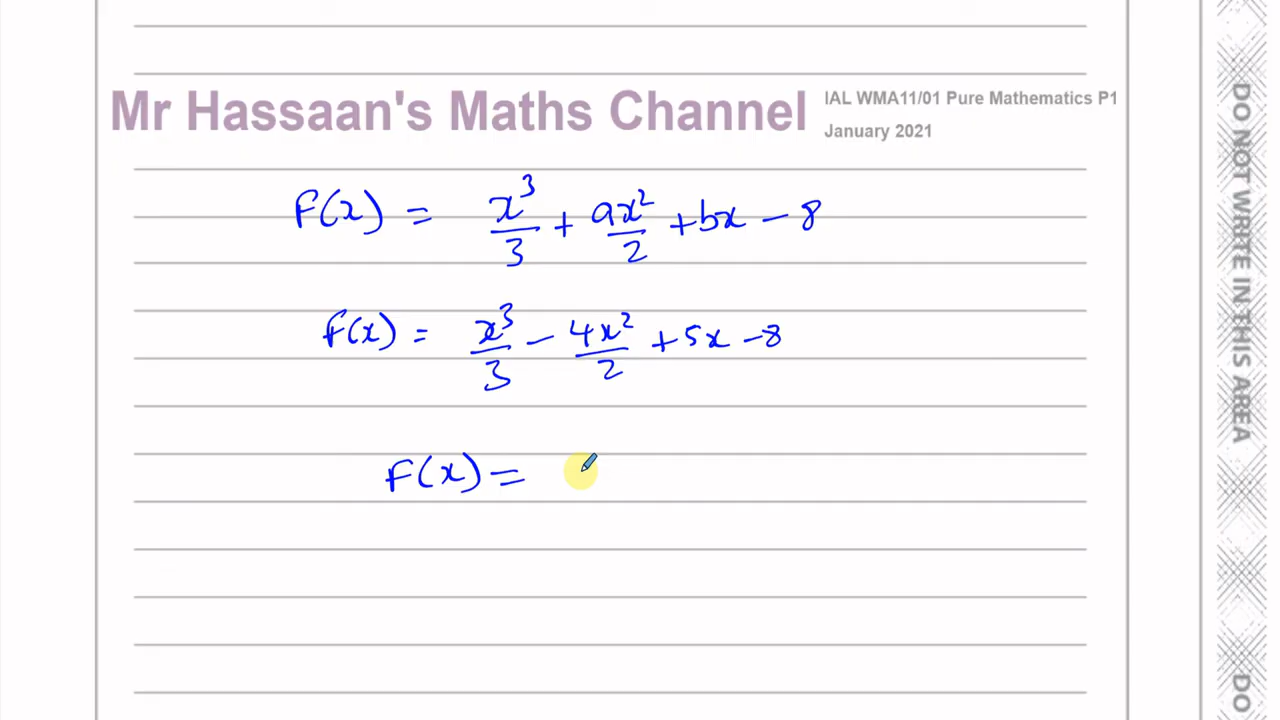 Mr Hassaan's Maths Channel
IAL WMA11/01 Pure Mathematics P1
January 2021
F(x) = x³/3 + ax²/2 + bx - 8
f(x) = x³/3 - 4x²/2 + 5x - 8
F(x) =
DO NOT WRITE IN THIS AREA
DO